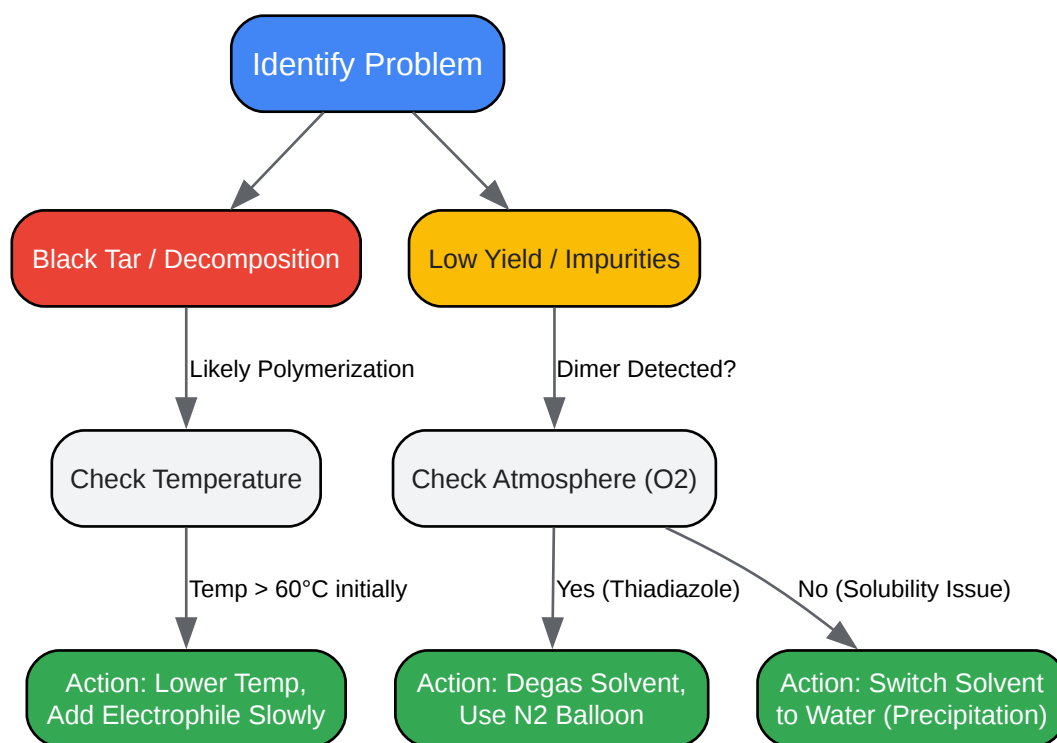 Identify Problem
Black Tar / Decomposition
Low Yield / Impurities
Likely Polymerization
Dimer Detected?
Check Temperature
Check Atmosphere (O2)
Temp > 60°C initially
Yes (Thiadiazole)
No (Solubility Issue)
Action: Lower Temp,
Add Electrophile Slowly
Action: Degas Solvent,
Use N2 Balloon
Action: Switch Solvent
to Water (Precipitation)